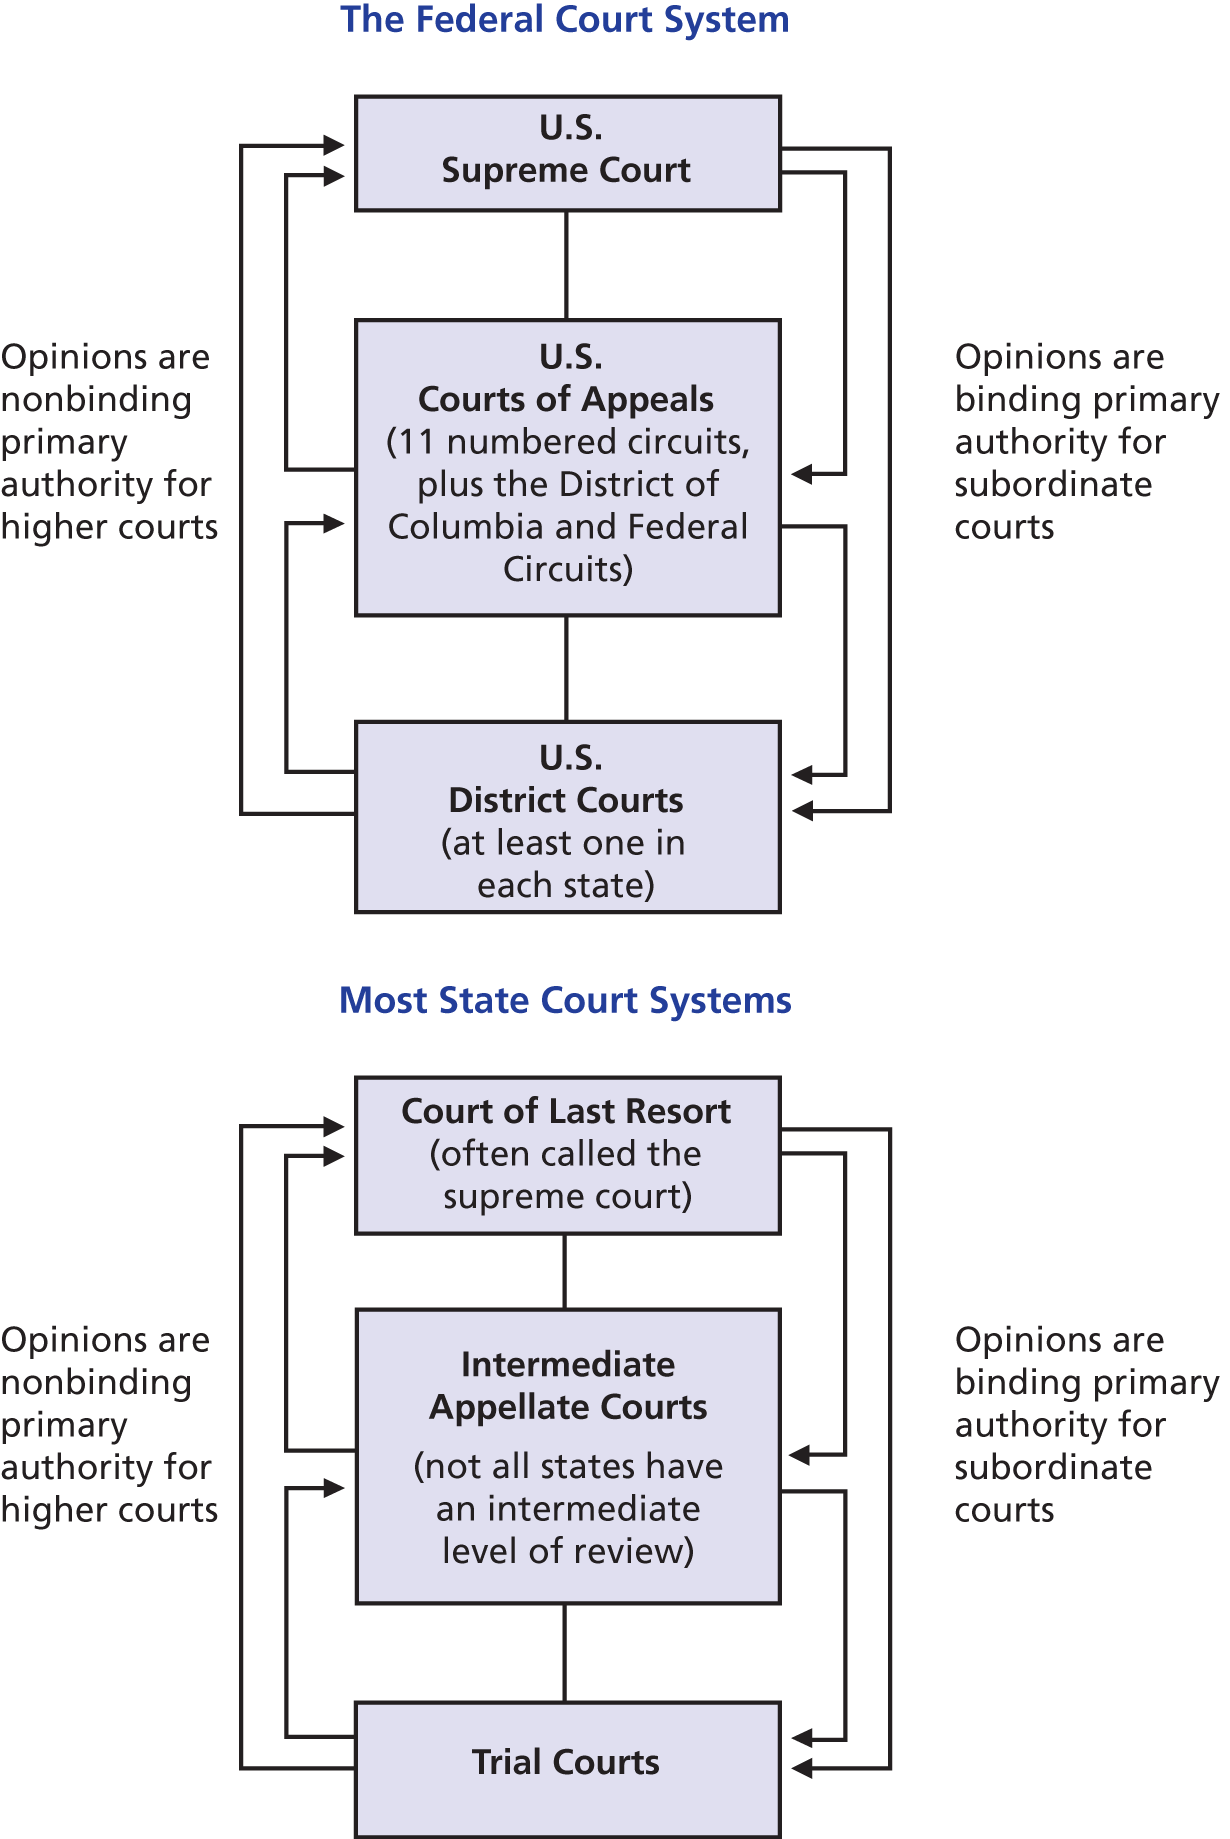 The Federal Court System
U.S.
Supreme Court
Opinions are
nonbinding
primary
authority for
higher courts
U.S.
Courts of Appeals
(11 numbered circuits,
plus the District of
Columbia and Federal
Circuits)
Opinions are
binding primary
authority for
subordinate
courts
U.S.
District Courts
(at least one in
each state)
Most State Court Systems
Court of Last Resort
(often called the
supreme court)
Opinions are
nonbinding
primary
authority for
higher courts
Intermediate
Appellate Courts
(not all states have
an intermediate
level of review)
Opinions are
binding primary
authority for
subordinate
courts
Trial Courts